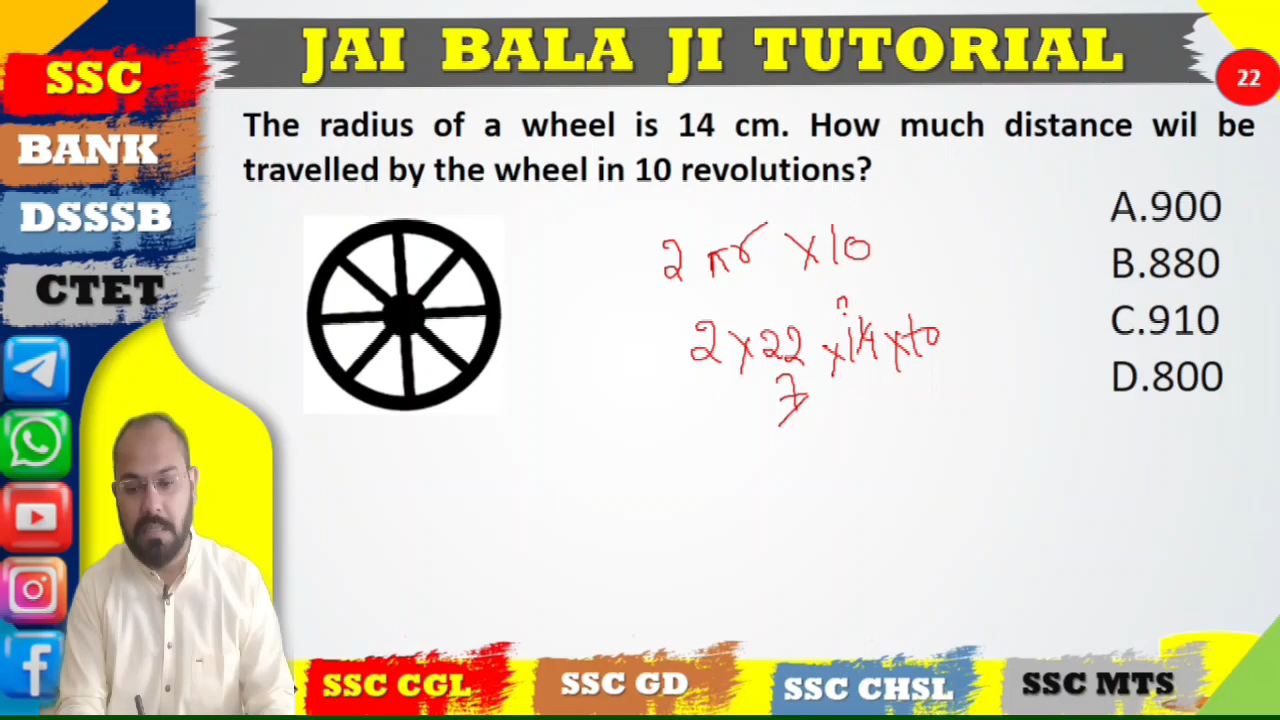 JAI BALA JI TUTORIAL
22
SSC
BANK
DSSSB
CTET
The radius of a wheel is 14 cm. How much distance wil be
travelled by the wheel in 10 revolutions?
A.900
B.880
C.910
D.800
2 πr ×10
2×22 ×14×10
7
SSC CGL
SSC GD
SSC CHSL
SSC MTS